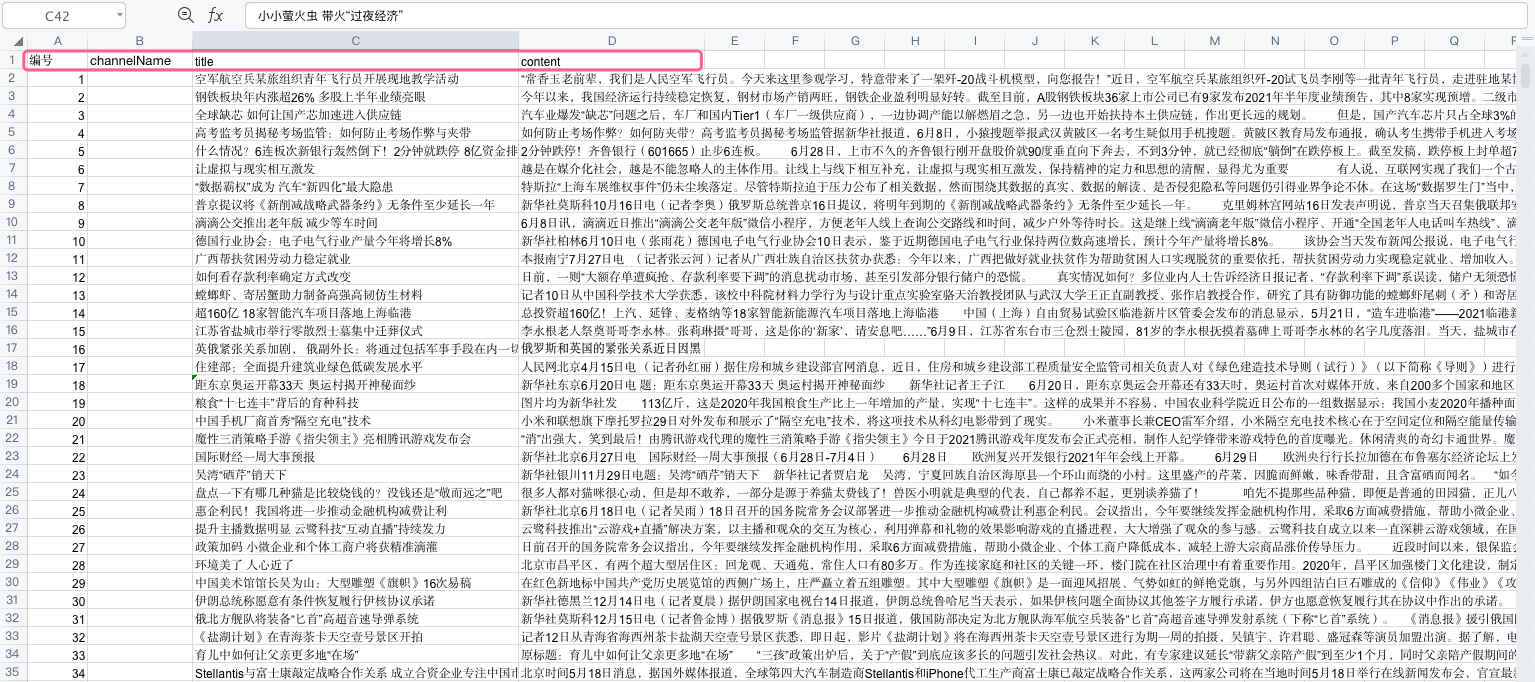 C42 fx 小小萤火虫 带火“过夜经济”
A B C D E F G H I J K L M N O P Q
1 编号 channelName title content
2 1 空军航空兵某旅组织青年飞行员开展现地教学活动 “常香玉老前辈，我们是人民空军飞行员。今天来这里参观学习，特意带来了一架歼-20战斗机模型，向您报告！”近日，空军航空兵某旅组织歼-20试飞员李刚等一批青年飞行员，走进驻地某
3 2 钢铁板块年内涨超26% 多股上半年业绩亮眼 今年以来，我国经济运行持续稳定恢复，钢材市场产销两旺，钢铁企业盈利明显好转。截至目前，A股钢铁板块36家上市公司已有9家发布2021年半年度业绩预告，其中8家实现预增。二级市
4 3 全球缺芯 如何让国产芯加速进入供应链 汽车业爆发“缺芯”问题之后，车厂和国内Tier1（车厂一级供应商），一边协调产能以解燃眉之急，另一边也开始扶持本土供应链，作出更长远的规划。 但是，国产汽车芯片只占全球3%的
5 4 高考监考员揭秘考场监管：如何防止考场作弊与夹带 如何防止考场作弊？如何防夹带？高考监考员揭秘考场监管据新华社报道，6月8日，小猿搜题举报武汉黄陂区一名考生疑似用手机搜题。黄陂区教育局发布通报，确认考生携带手机进入考场
6 5 什么情况？6连板次新银行轰然倒下！2分钟就跌停 8亿资金排 2分钟跌停！齐鲁银行（601665）止步6连板。 6月28日，上市不久的齐鲁银行刚开盘股价就90度垂直向下奔去，不到3分钟，就已经彻底“躺倒”在跌停板上。截至发稿，跌停板上封单超7
7 6 让虚拟与现实相互激发 越是在媒介化社会，越是不能忽略人的主体作用。让线上与线下相互补充，让虚拟与现实相互激发，保持精神的定力和思想的清醒，显得尤为重要 有人说，互联网实现了我们一个古
8 7 “数据霸权”成为 汽车“新四化”最大隐患 特斯拉“上海车展维权事件”仍未尘埃落定。尽管特斯拉迫于压力公布了相关数据，然而围绕其数据的真实、数据的解读、是否侵犯隐私等问题仍引得业界争论不休。在这场“数据罗生门”当中，
9 8 普京提议将《新削减战略武器条约》无条件至少延长一年 新华社莫斯科10月16日电（记者李奥）俄罗斯总统普京16日提议，将明年到期的《新削减战略武器条约》无条件至少延长一年。 克里姆林宫网站16日发表声明说，普京当天召集俄联邦安
10 9 滴滴公交推出老年版 减少等车时间 6月8日讯，滴滴近日推出“滴滴公交老年版”微信小程序，方便老年人线上查询公交路线和时间，减少户外等待时长。这是继上线“滴滴老年版”微信小程序、开通“全国老年人电话叫车热线”、滴
11 10 德国行业协会：电子电气行业产量今年将增长8% 新华社柏林6月10日电（张雨花）德国电子电气行业协会10日表示，鉴于近期德国电子电气行业保持两位数高速增长，预计今年产量将增长8%。 该协会当天发布新闻公报说，电子电气行
12 11 广西帮扶贫困劳动力稳定就业 本报南宁7月27日电 （记者张云河）记者从广西壮族自治区扶贫办获悉：今年以来，广西把做好就业扶贫作为帮助贫困人口实现脱贫的重要依托，帮扶贫困劳动力实现稳定就业、增加收入。
13 12 如何看存款利率确定方式改变 日前，一则“大额存单遭疯抢、存款利率要下调”的消息扰动市场，甚至引发部分银行储户的恐慌。 真实情况如何？多位业内人士告诉经济日报记者，“存款利率下调”系误读，储户无须恐慌
14 13 螳螂虾、寄居蟹助力制备高强高韧仿生材料 记者10日从中国科学技术大学获悉，该校中科院材料力学行为与设计重点实验室骆天治教授团队与武汉大学王正直副教授、张作启教授合作，研究了具有防御功能的螳螂虾尾刺（矛）和寄居
15 14 超160亿 18家智能汽车项目落地上海临港 总投资超160亿！上汽、延锋、麦格纳等18家智能新能源汽车项目落地上海临港 中国（上海）自由贸易试验区临港新片区管委会发布的消息显示，5月21日，“造车进临港”——2021临港新
16 15 江苏省盐城市举行零散烈士墓集中迁葬仪式 李永根老人祭奠哥哥李永林。张莉琳摄“哥哥，这是你的‘新家’，请安息吧……”6月9日，江苏省东台市三仓烈士陵园，81岁的李永根抚摸着墓碑上哥哥李永林的名字几度落泪。当天，盐城市在
17 16 英俄紧张关系加剧， 俄副外长：将通过包括军事手段在内一切 俄罗斯和英国的紧张关系近日因黑
18 17 住建部：全面提升建筑业绿色低碳发展水平 人民网北京4月15日电 （记者孙红丽）据住房和城乡建设部官网消息，近日，住房和城乡建设部工程质量安全监管司相关负责人对《绿色建造技术导则（试行）》（以下简称《导则》）进行
19 18 距东京奥运开幕33天 奥运村揭开神秘面纱 新华社东京6月20日电 题：距东京奥运开幕33天 奥运村揭开神秘面纱 新华社记者王子江 6月20日，距东京奥运会开幕还有33天时，奥运村首次对媒体开放，来自200多个国家和地区
20 19 粮食“十七连丰”背后的育种科技 图片均为新华社发 113亿斤，这是2020年我国粮食生产比上一年增加的产量，实现“十七连丰”。这样的成果并不容易，中国农业科学院近日公布的一组数据显示：我国小麦2020年播种面
21 20 中国手机厂商首秀“隔空充电”技术 小米和联想旗下摩托罗拉29日对外发布和展示了“隔空充电”技术，将这项技术从科幻电影带到了现实。 小米董事长兼CEO雷军介绍，小米隔空充电技术核心在于空间定位和能量传输
22 21 魔性三消策略手游《指尖领主》亮相腾讯游戏发布会 “消”出强大，笑到最后！由腾讯游戏代理的魔性三消策略手游《指尖领主》今日于2021腾讯游戏年度发布会正式亮相，制作人纪学锋带来游戏特色的首度曝光。休闲清爽的奇幻卡通世界。魔
23 22 国际财经一周大事预报 新华社北京6月27日电 国际财经一周大事预报（6月28日-7月4日） 6月28日 欧洲复兴开发银行2021年年会线上开幕。 6月29日 欧洲央行行长拉加德在布鲁塞尔经济论坛上发
24 23 吴湾“硒芹”销天下 新华社银川11月29日电题：吴湾“硒芹”销天下 新华社记者贾启龙 吴湾，宁夏回族自治区海原县一个环山而绕的小村。这里盛产的芹菜，因脆而鲜嫩，味香带甜，且含富硒而闻名。 “如今
25 24 盘点一下有哪几种猫是比较烧钱的？没钱还是“敬而远之”吧 很多人都对猫咪很心动，但是却不敢养，一部分是源于养猫太费钱了！兽医小明就是典型的代表，自己都养不起，更别谈养猫了！ 咱先不提那些品种猫，即便是普通的田园猫，正儿八
26 25 惠企利民！我国将进一步推动金融机构减费让利 新华社北京6月18日电（记者吴雨）18日召开的国务院常务会议部署进一步推动金融机构减费让利惠企利民。会议指出，今年要继续发挥金融机构作用，采取6方面减费措施，帮助小微企业、
27 26 提升主播数据明显 云鹭科技“互动直播”持续发力 云鹭科技推出“云游戏+直播”解决方案，以主播和观众的交互为核心，利用弹幕和礼物的效果影响游戏的直播进程，大大增强了观众的参与感。云鹭科技自成立以来一直深耕云游戏领域，在国
28 27 政策加码 小微企业和个体工商户将获精准滴灌 日前召开的国务院常务会议指出，今年要继续发挥金融机构作用，采取6方面减费措施，帮助小微企业、个体工商户降低成本，减轻上游大宗商品涨价传导压力。 近段时间以来，银保监会
29 28 环境美了 人心近了 北京市昌平区，有两个超大型居住区：回龙观、天通苑，常住人口有80多万。作为连接家庭和社区的关键一环，楼门院在社区治理中有着重要作用。2020年，昌平区加强楼门文化建设，制定
30 29 中国美术馆馆长吴为山：大型雕塑《旗帜》16次易稿 在红色新地标中国共产党历史展览馆的西侧广场上，庄严矗立着五组雕塑。其中大型雕塑《旗帜》是一面迎风招展、气势如虹的鲜艳党旗，与另外四组洁白巨石雕成的《信仰》《伟业》《攻
31 30 伊朗总统称愿意有条件恢复履行伊核协议承诺 新华社德黑兰12月14日电（记者夏晨）据伊朗国家电视台14日报道，伊朗总统鲁哈尼当天表示，如果伊核问题全面协议其他签字方履行承诺，伊方也愿意恢复履行其在协议中作出的承诺。
32 31 俄北方舰队将装备“匕首”高超音速导弹系统 新华社莫斯科12月15日电（记者鲁金博）据俄罗斯《消息报》15日报道，俄国防部决定为北方舰队海军航空兵装备“匕首”高超音速导弹发射系统（下称“匕首”系统）。 《消息报》援引俄国
33 32 《盐湖计划》在青海茶卡天空壹号景区开拍 记者12日从青海省海西州茶卡盐湖天空壹号景区获悉，即日起，影片《盐湖计划》将在海西州茶卡天空壹号景区进行为期一周的拍摄，吴镇宇、许君聪、盛冠森等演员加盟出演。据了解，电
34 33 育儿中如何让父亲更多地“在场” 原标题：育儿中如何让父亲更多地“在场” “三孩”政策出炉后，关于“产假”到底应该多长的问题引发社会热议。对此，有专家建议延长“带薪父亲陪产假”到至少1个月，同时父亲陪产假期间的
35 34 Stellantis与富士康敲定战略合作关系 成立合资企业专注中国市 北京时间5月18日消息，据国外媒体报道，全球第四大汽车制造商Stellantis和iPhone代工生产商富士康已敲定战略合作关系，这两家公司将在当地时间5月18日举行在线新闻发布会，官宣最